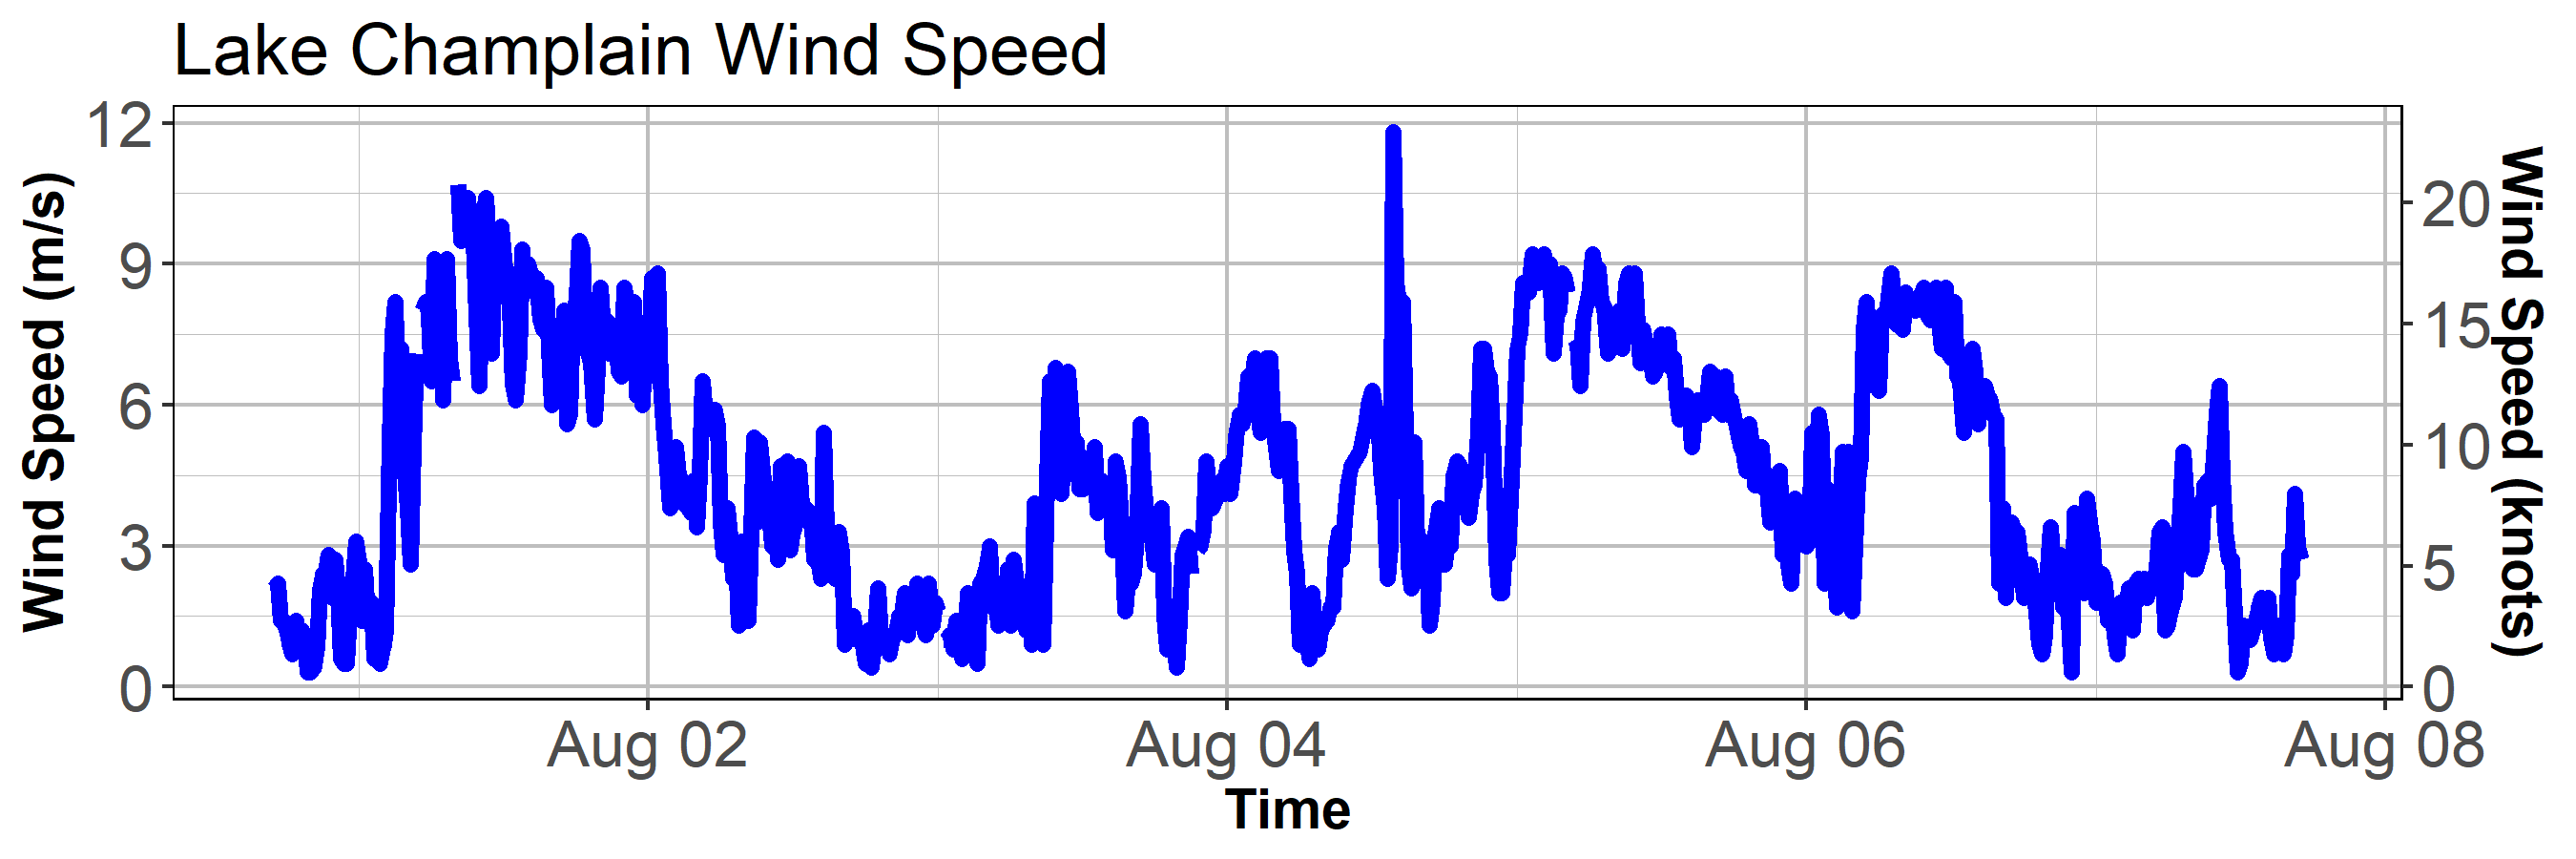 Lake Champlain Wind Speed
Wind Speed (m/s)
12
9
6
3
0
20
15
10
5
0
Wind Speed (knots)
Aug 02 Aug 04 Aug 06 Aug 08
Time